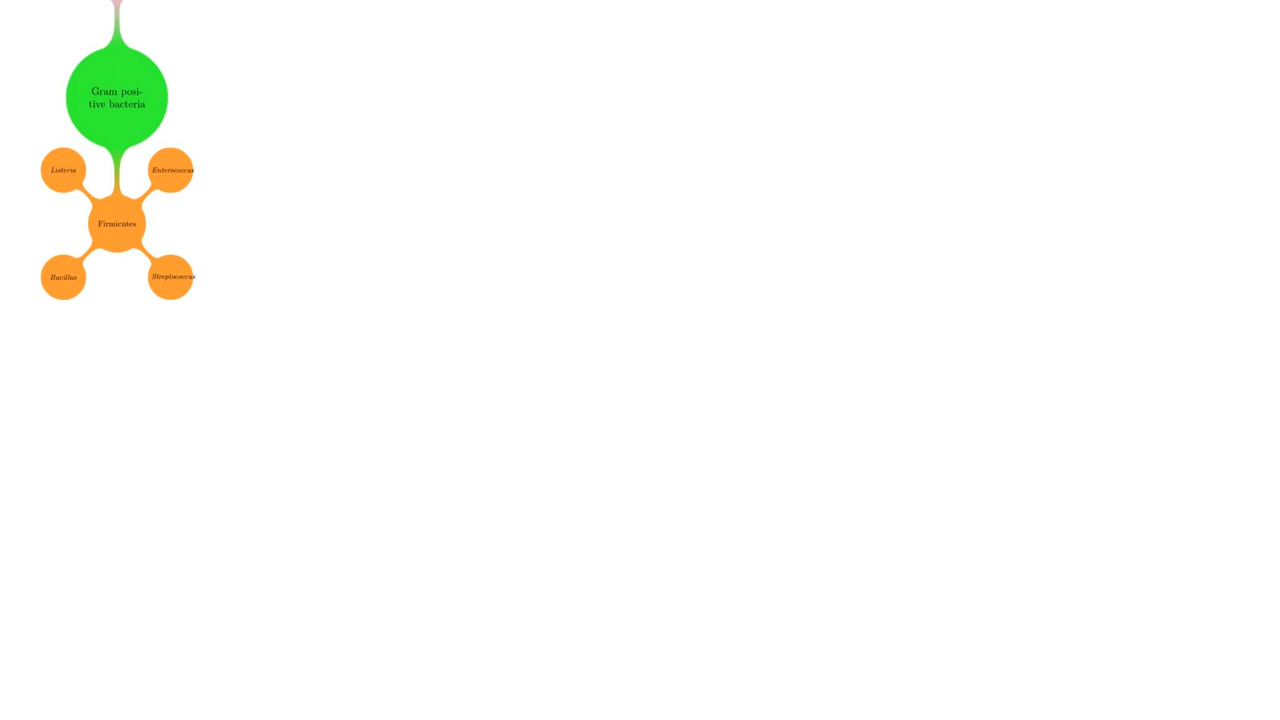 Gram posi-
tive bacteria
Listeria
Enterococcus
Firmicutes
Bacillus
Streptococcus